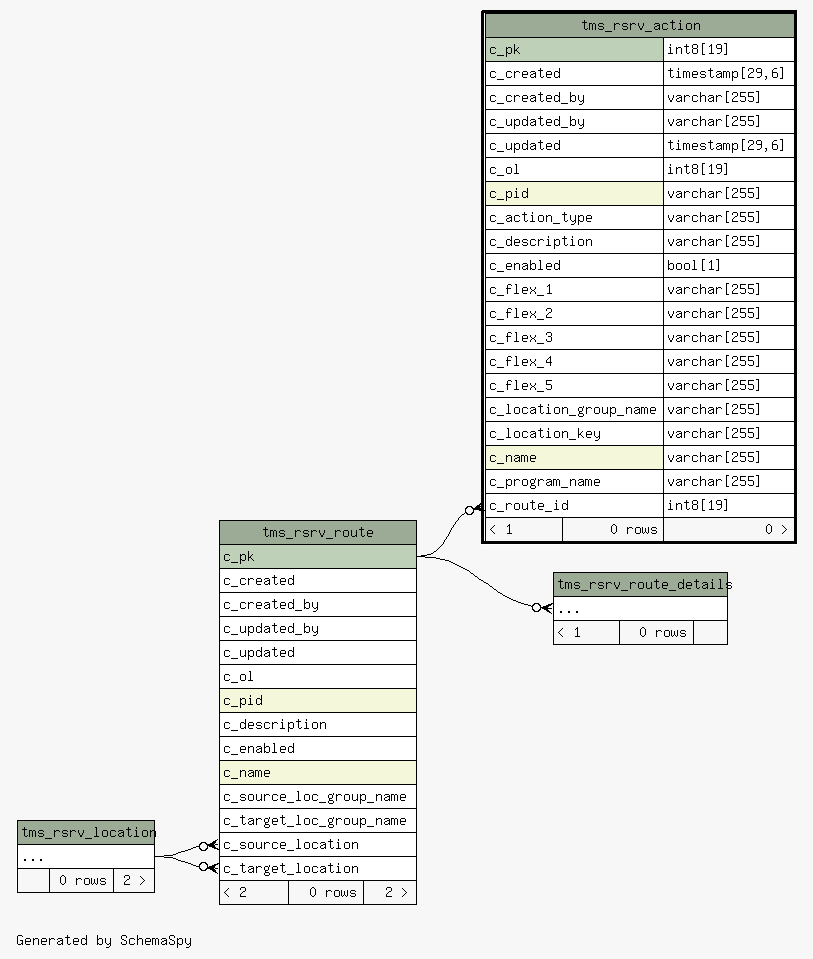 tms_rsrv_action
c_pk int8[19]
c_created timestamp[29,6]
c_created_by varchar[255]
c_updated_by varchar[255]
c_updated timestamp[29,6]
c_ol int8[19]
c_pid varchar[255]
c_action_type varchar[255]
c_description varchar[255]
c_enabled bool[1]
c_flex_1 varchar[255]
c_flex_2 varchar[255]
c_flex_3 varchar[255]
c_flex_4 varchar[255]
c_flex_5 varchar[255]
c_location_group_name varchar[255]
c_location_key varchar[255]
c_name varchar[255]
c_program_name varchar[255]
c_route_id int8[19]
< 1 0 rows 0 >
tms_rsrv_route
c_pk
c_created
c_created_by
c_updated_by
c_updated
c_ol
c_pid
c_description
c_enabled
c_name
c_source_loc_group_name
c_target_loc_group_name
c_source_location
c_target_location
< 2 0 rows 2 >
tms_rsrv_route_details
...
< 1 0 rows
tms_rsrv_location
...
0 rows 2 >
Generated by SchemaSpy